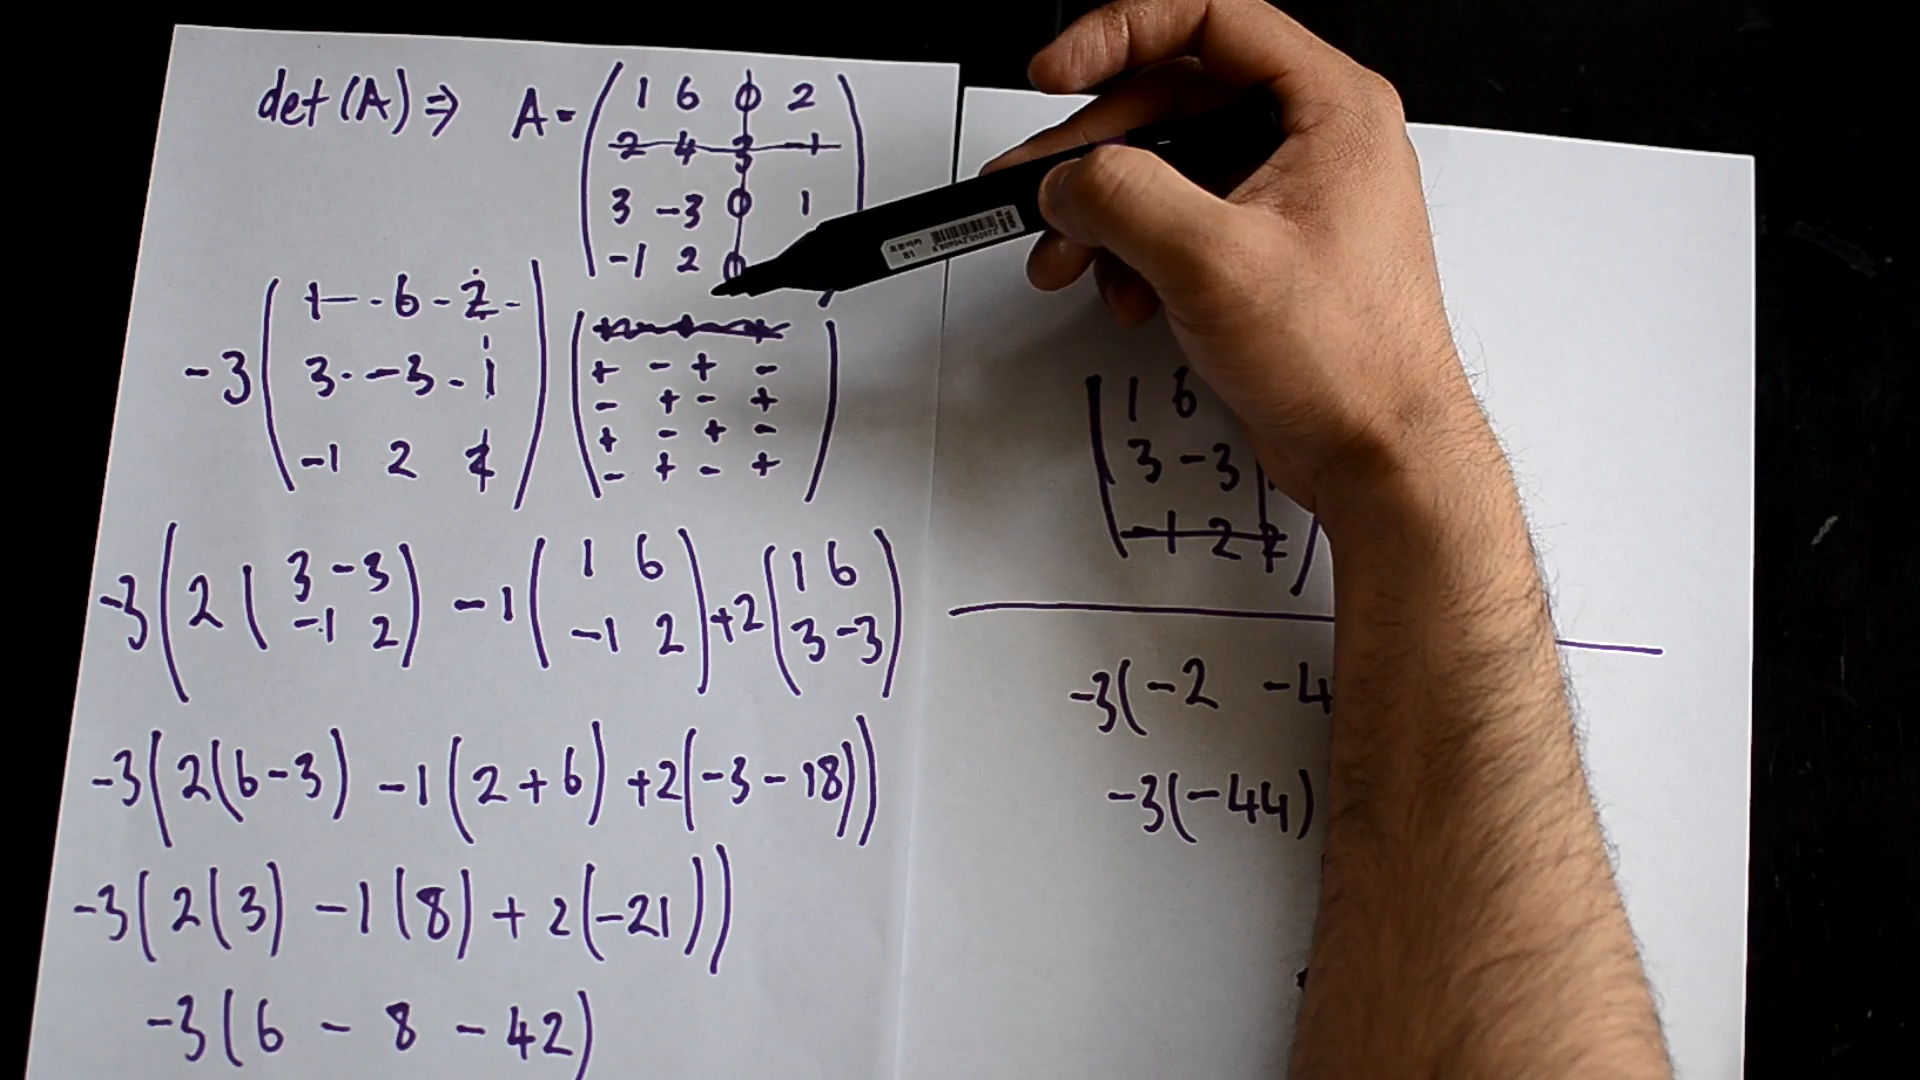 det(A) ⇒ A = ( 1 6 0 2
2 4 3 -1
3 -3 0 1
-1 2 0
-3 ( 1 6 2
3 -3 1
-1 2 2 )
( + - + -
- + - +
+ - + -
- + - + )
-3 ( 2 ( 3 -3
-1 2 ) -1 ( 1 6
-1 2 ) +2 ( 1 6
3 -3 )
-3(2(6-3) -1(2+6) +2(-3-18))
-3(2(3) -1(8) + 2(-21))
-3(6 - 8 - 42)
( 1 6
3 -3
-1 2 2 )
-3(-2 -4
-3(-44)